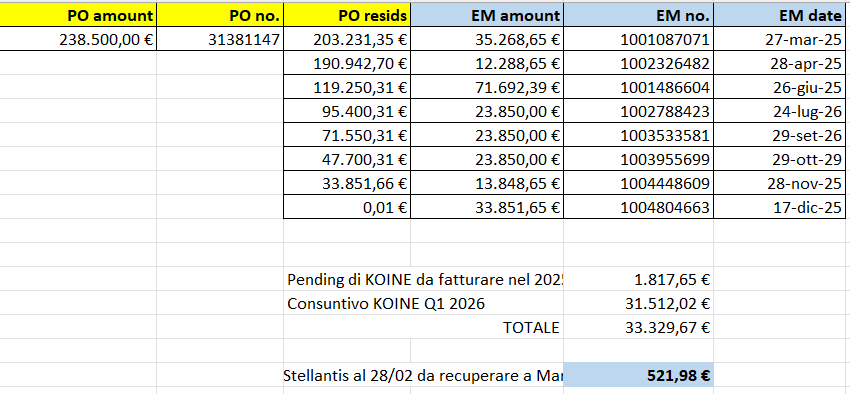 PO amount PO no. PO resids EM amount EM no. EM date
238.500,00 € 31381147 203.231,35 € 35.268,65 € 1001087071 27-mar-25
190.942,70 € 12.288,65 € 1002326482 28-apr-25
119.250,31 € 71.692,39 € 1001486604 26-giu-25
95.400,31 € 23.850,00 € 1002788423 24-lug-26
71.550,31 € 23.850,00 € 1003533581 29-set-26
47.700,31 € 23.850,00 € 1003955699 29-ott-29
33.851,66 € 13.848,65 € 1004448609 28-nov-25
0,01 € 33.851,65 € 1004804663 17-dic-25
Pending di KOINE da fatturare nel 202 1.817,65 €
Consuntivo KOINE Q1 2026 31.512,02 €
TOTALE 33.329,67 €
Stellantis al 28/02 da recuperare a Mar 521,98 €